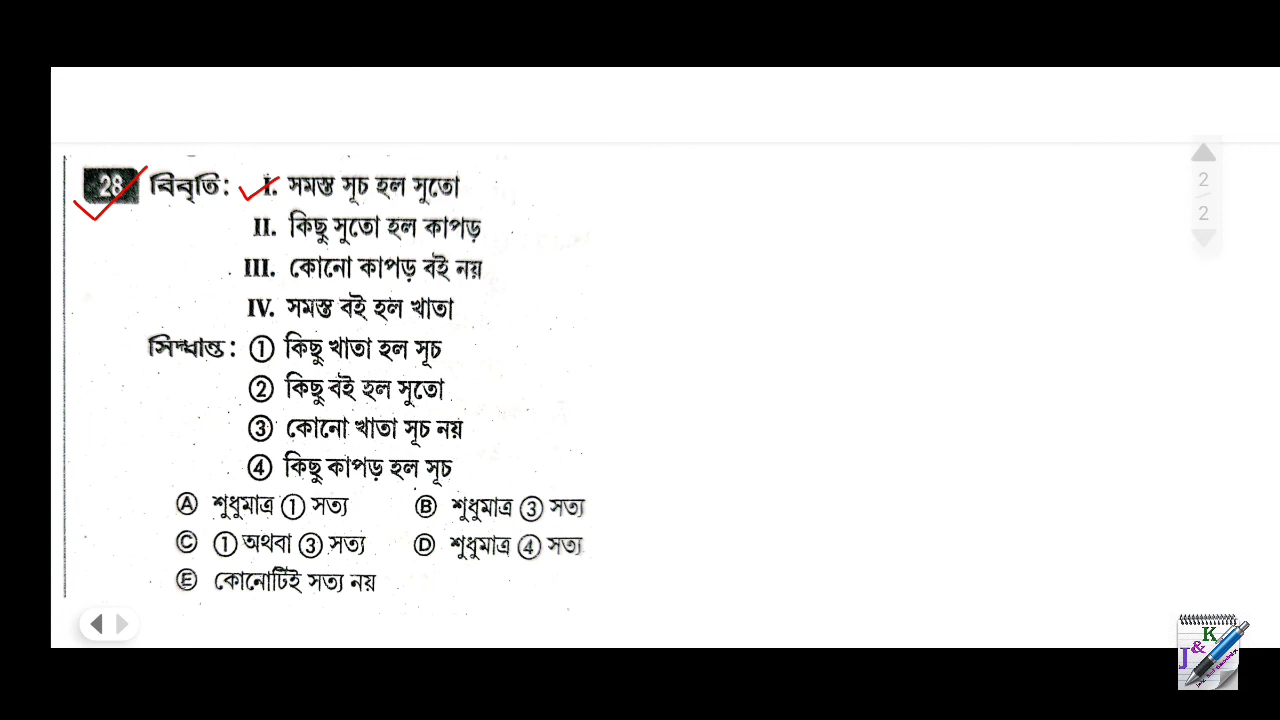 28 বিবৃতি : I. সমস্ত সূচ হল সুতো
II. কিছু সুতো হল কাপড়
III. কোনো কাপড় বই নয়
IV. সমস্ত বই হল খাতা
সিদ্ধান্ত : ① কিছু খাতা হল সূচ
② কিছু বই হল সুতো
③ কোনো খাতা সূচ নয়
④ কিছু কাপড় হল সূচ
Ⓐ শুধুমাত্র ① সত্য Ⓑ শুধুমাত্র ③ সত্য
Ⓒ ① অথবা ③ সত্য Ⓓ শুধুমাত্র ④ সত্য
Ⓔ কোনোটিই সত্য নয়
2
2
J & K